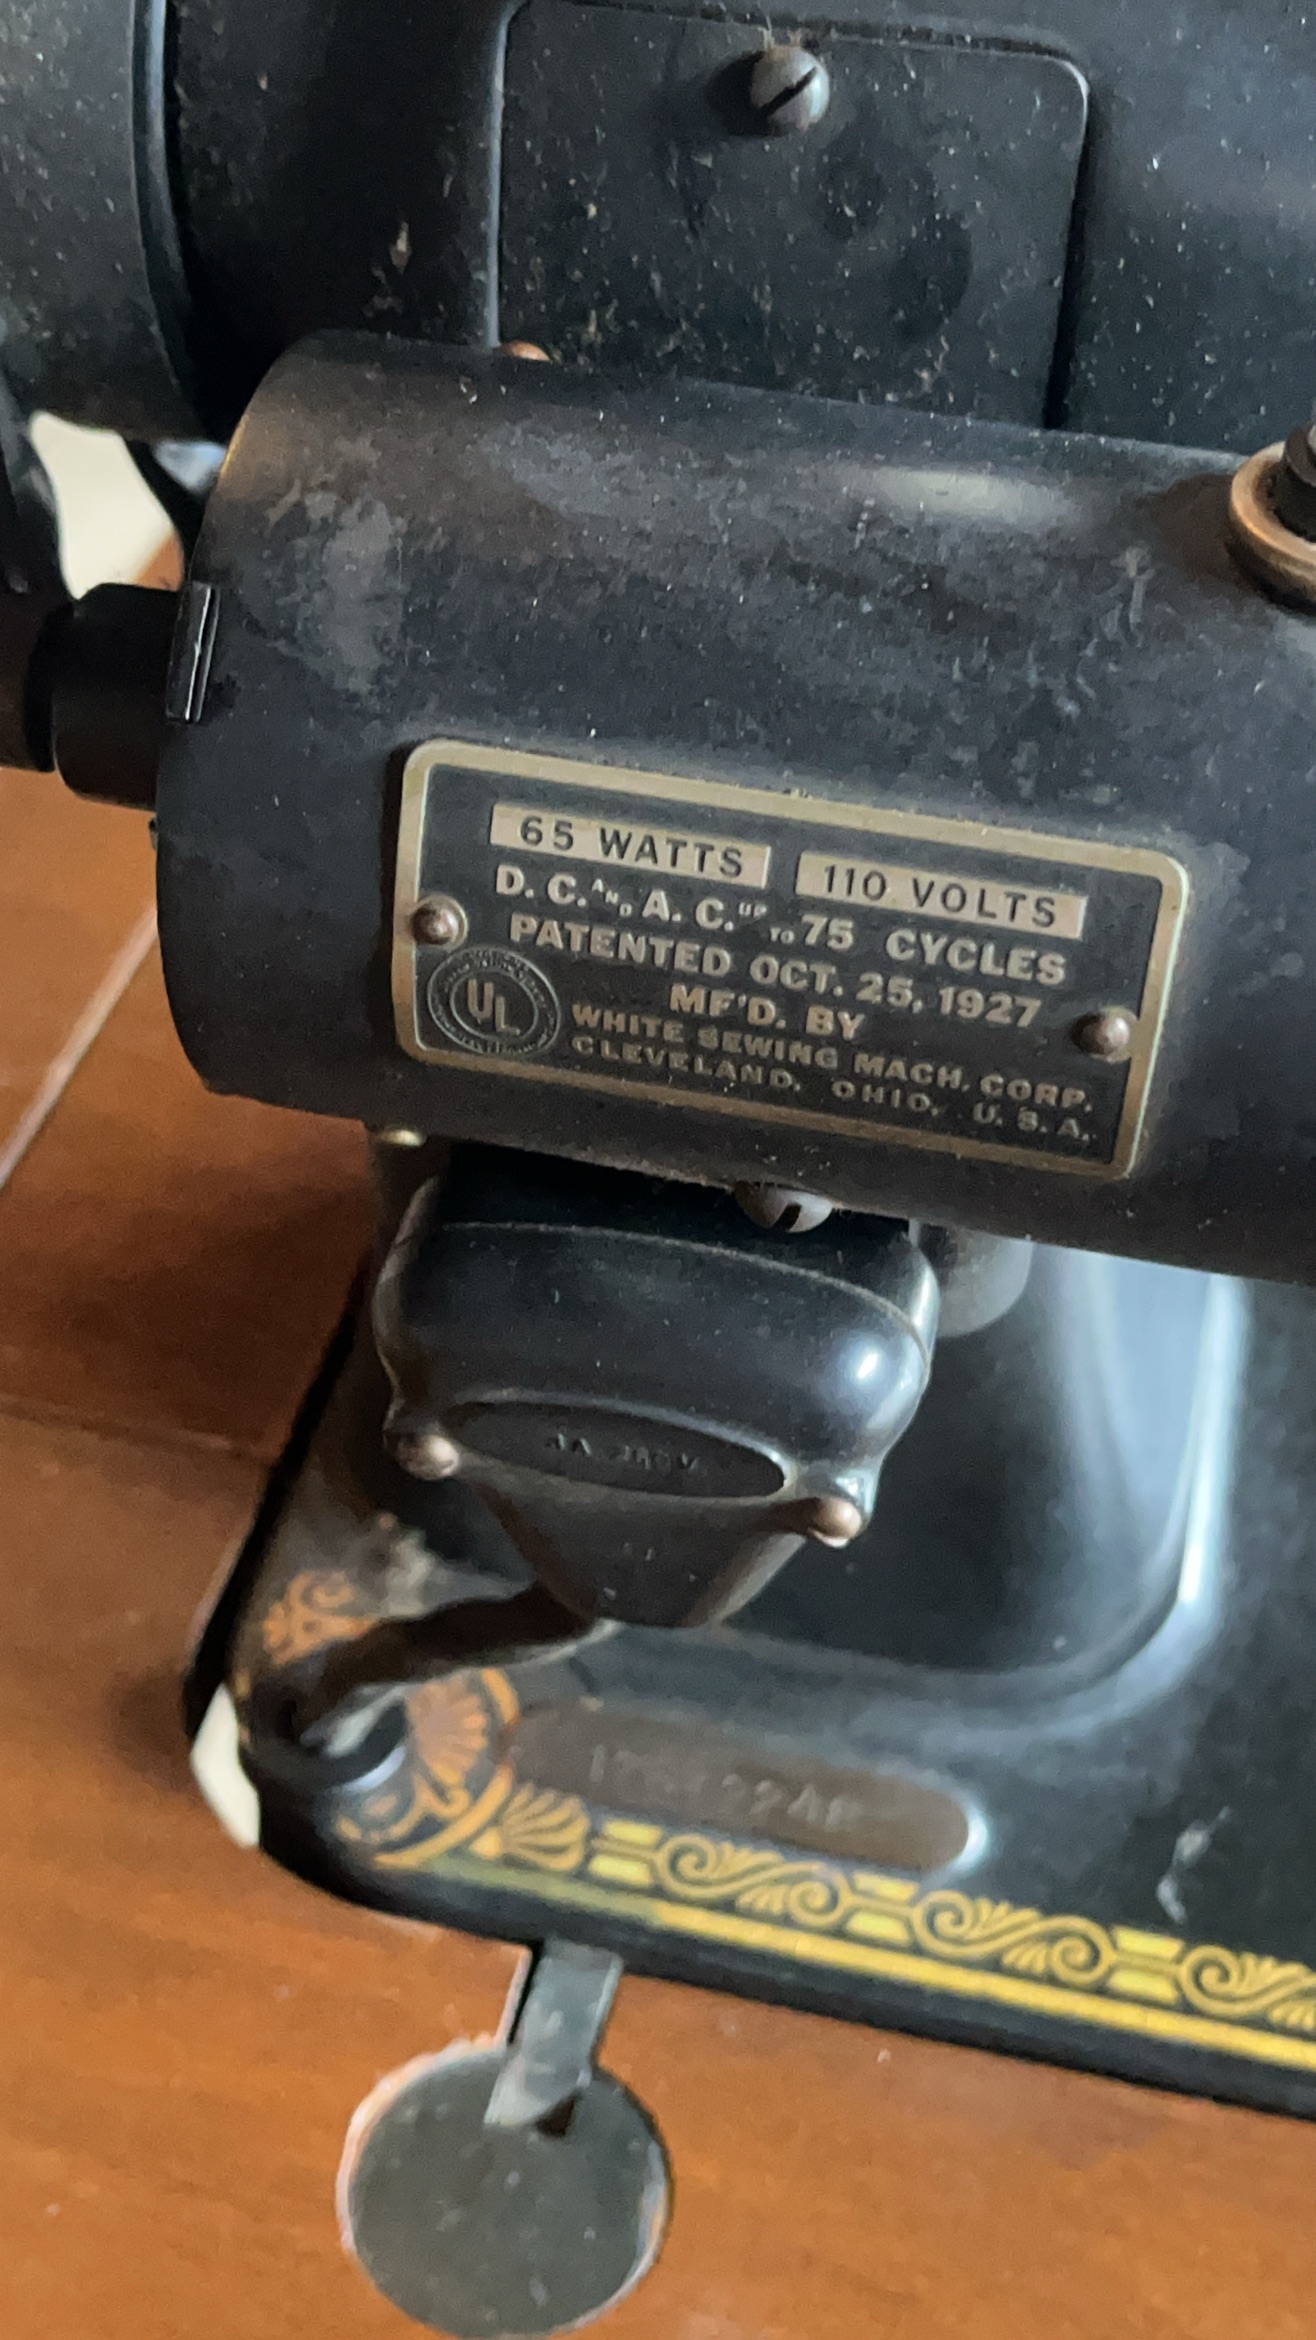 65 WATTS 110 VOLTS
D. C. AND A. C. UP TO 75 CYCLES
PATENTED OCT. 25, 1927
MF'D. BY
UL WHITE SEWING MACH. CORP.
CLEVELAND, OHIO, U. S. A.